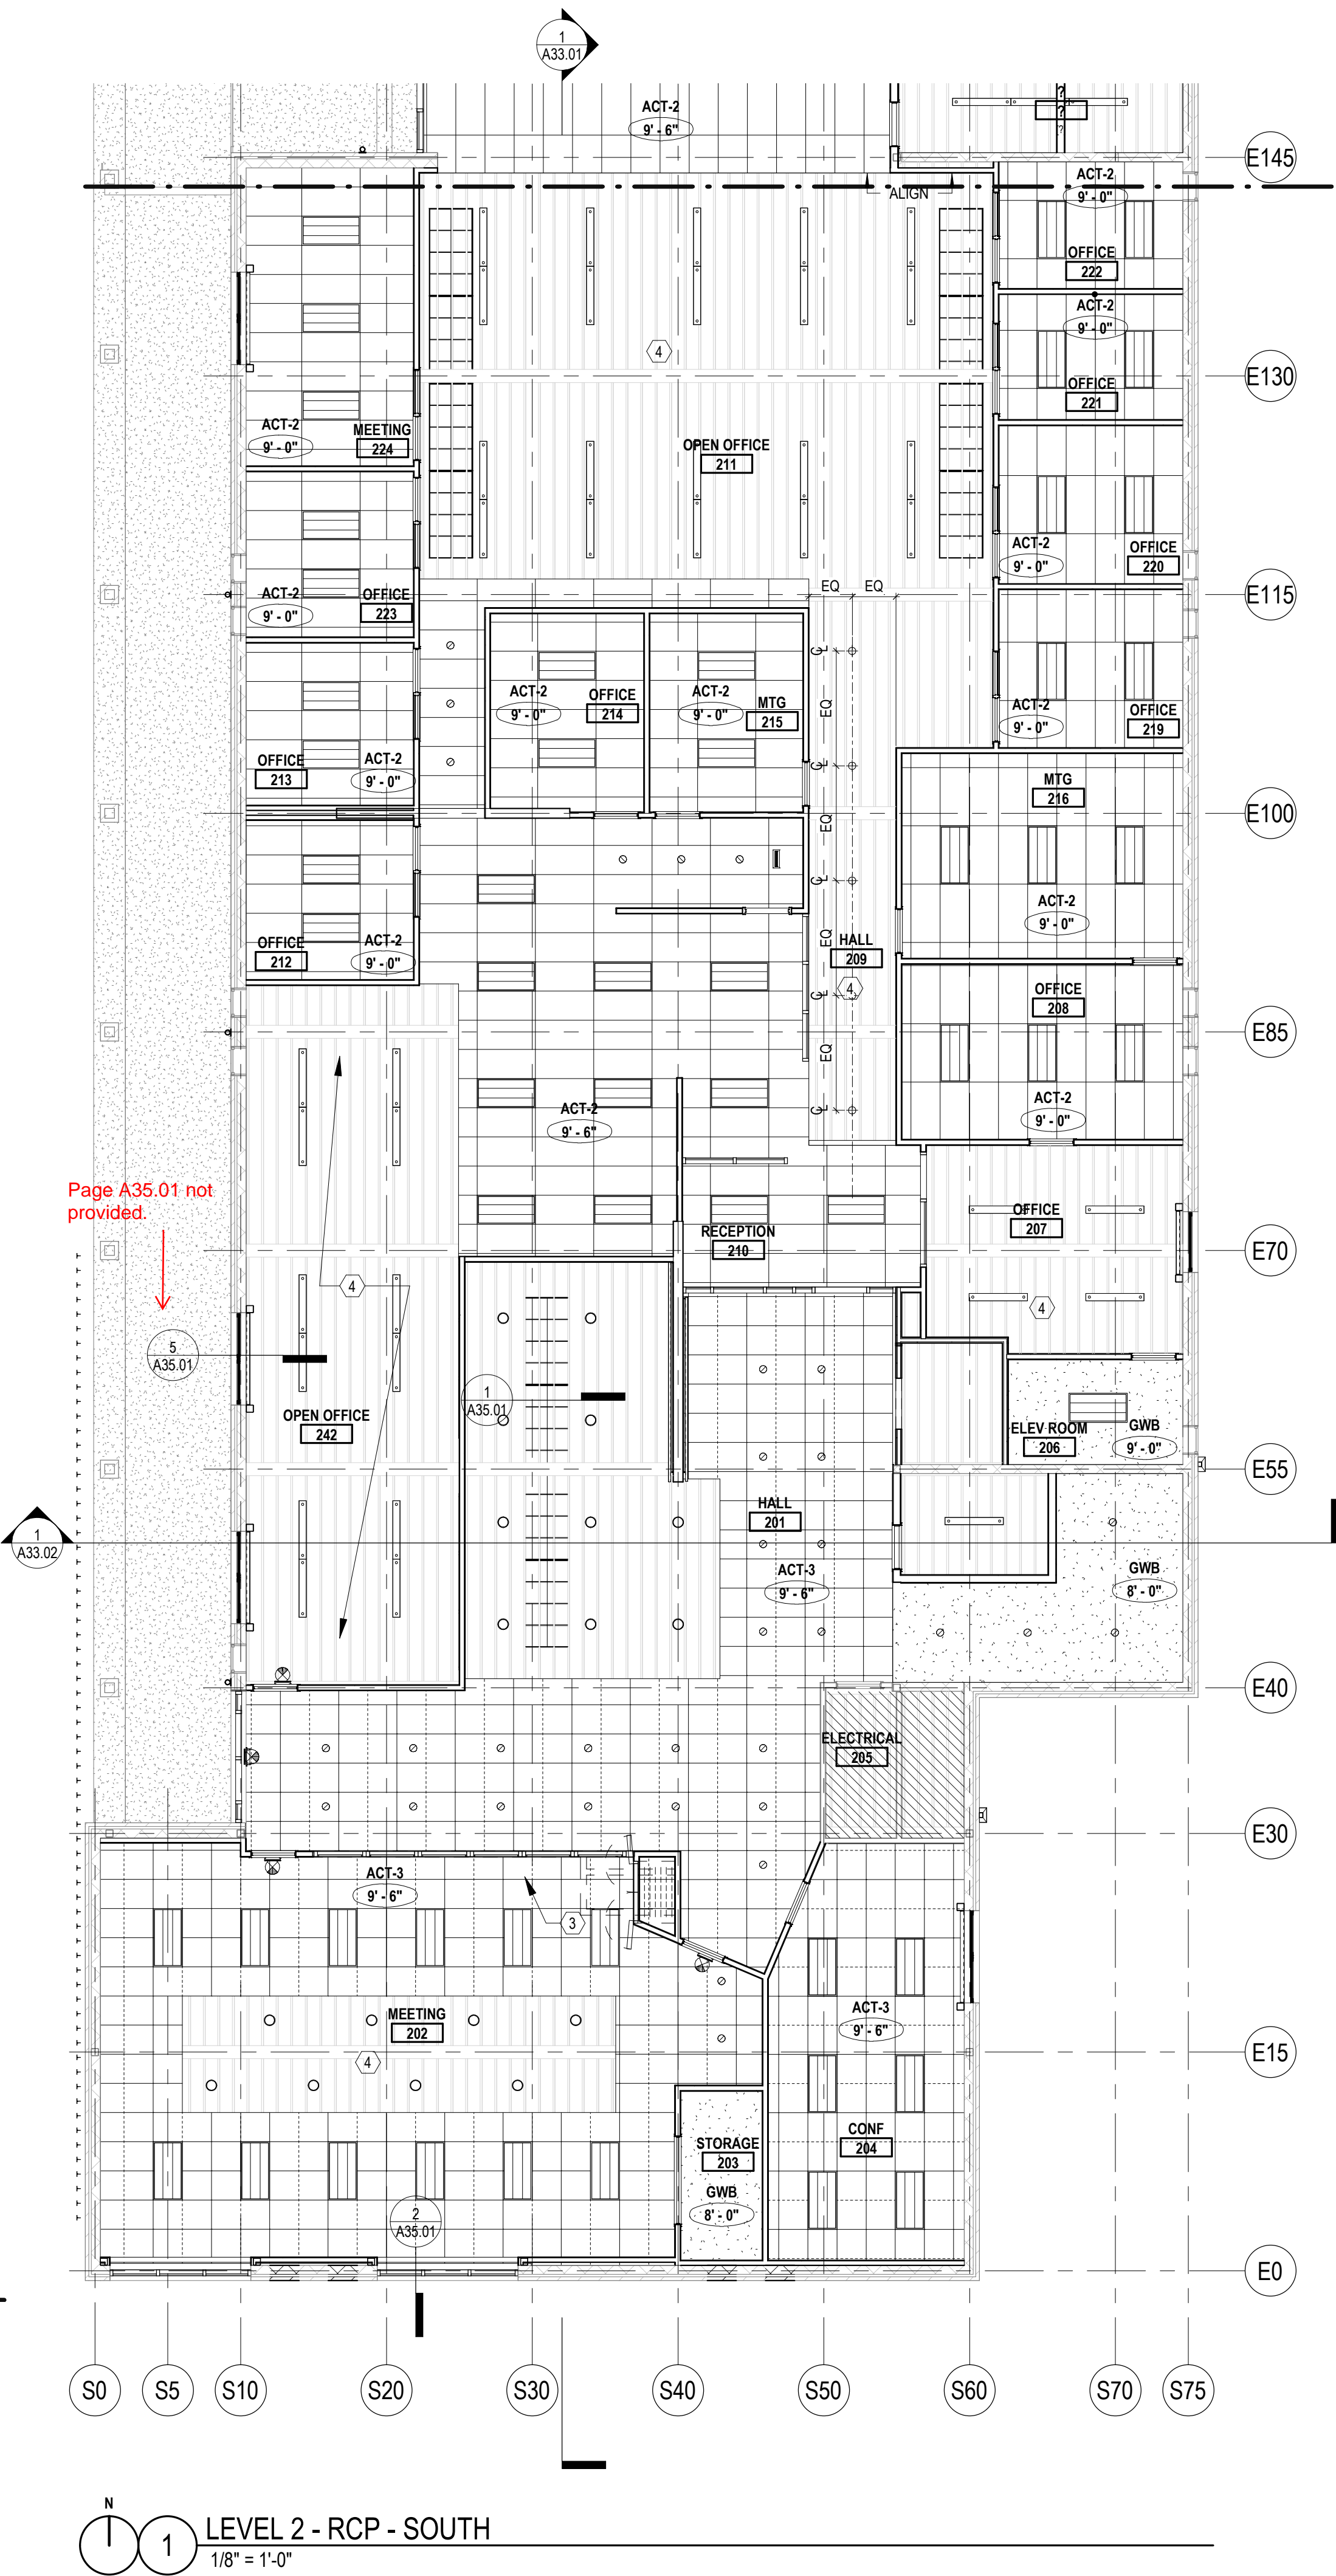 1
A33.01
ACT-2
9' - 6"
?
?
?
E145
ACT-2
9' - 0"
ALIGN
OFFICE
222
ACT-2
9' - 0"
4
E130
OFFICE
221
ACT-2
9' - 0"
MEETING
224
OPEN OFFICE
211
ACT-2
9' - 0"
OFFICE
220
ACT-2
9' - 0"
OFFICE
223
EQ
EQ
E115
ACT-2
9' - 0"
OFFICE
214
ACT-2
9' - 0"
MTG
215
CL
EQ
ACT-2
9' - 0"
OFFICE
219
OFFICE
213
ACT-2
9' - 0"
CL
MTG
216
EQ
E100
CL
ACT-2
9' - 0"
OFFICE
212
ACT-2
9' - 0"
EQ
HALL
209
4
CL
OFFICE
208
E85
EQ
ACT-2
9' - 6"
CL
ACT-2
9' - 0"
Page A35.01 not
provided.
OFFICE
207
RECEPTION
210
E70
4
4
5
A35.01
1
A35.01
OPEN OFFICE
242
ELEV ROOM
206
GWB
9' - 0"
E55
HALL
201
1
A33.02
ACT-3
9' - 6"
GWB
8' - 0"
E40
ELECTRICAL
205
E30
ACT-3
9' - 6"
3
MEETING
202
ACT-3
9' - 6"
4
E15
STORAGE
203
CONF
204
GWB
8' - 0"
2
A35.01
E0
S0
S5
S10
S20
S30
S40
S50
S60
S70
S75
N
1
LEVEL 2 - RCP - SOUTH
1/8" = 1'-0"